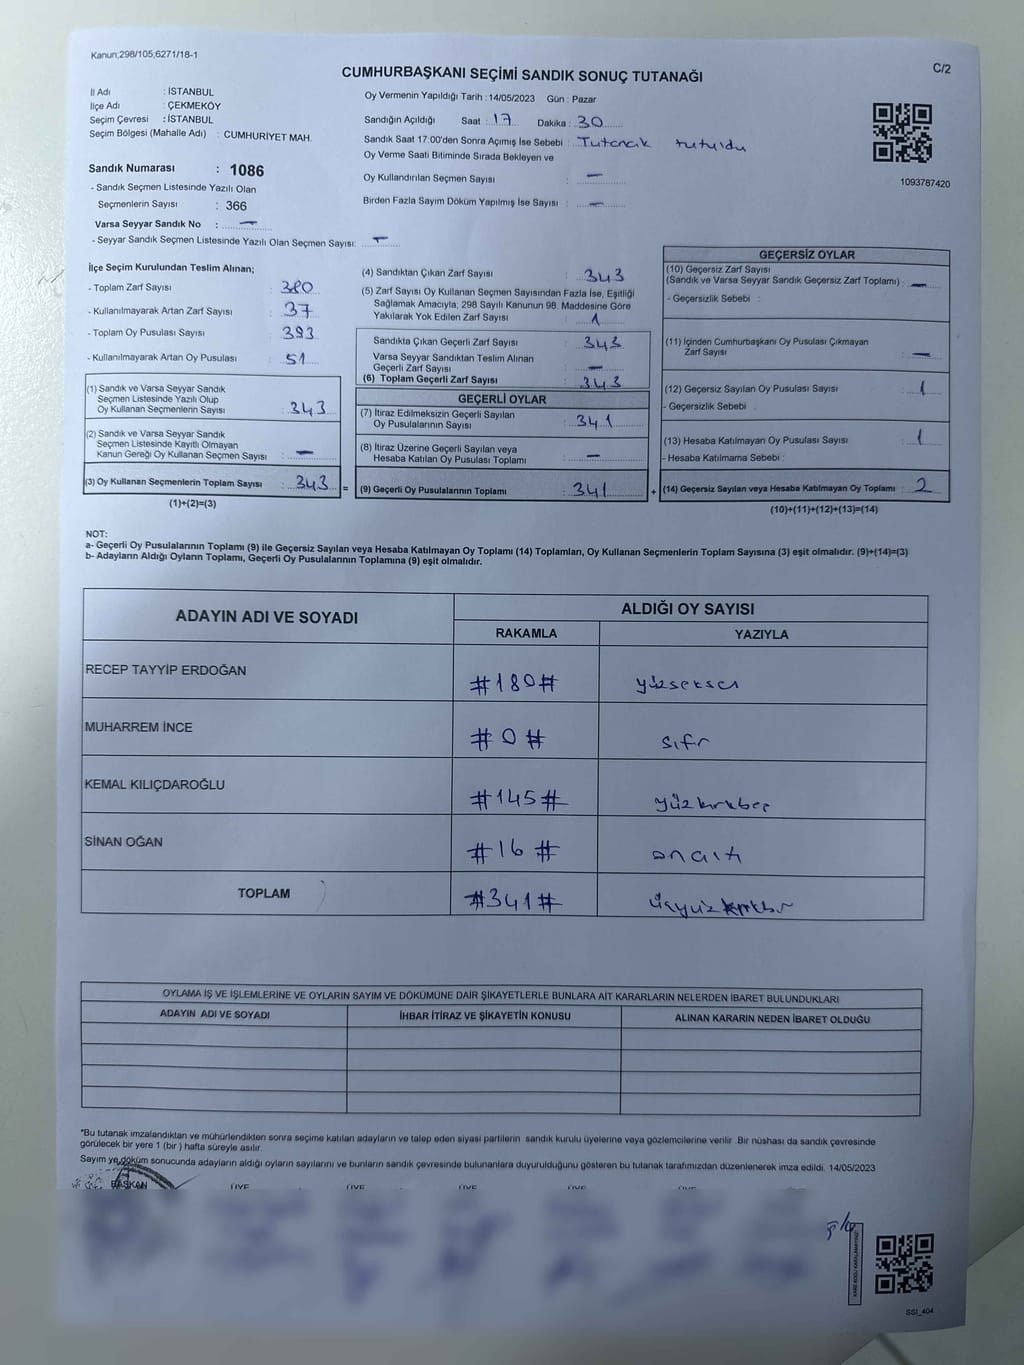 Kanun;298/105;6271/18-1
C/2
CUMHURBAŞKANI SEÇİMİ SANDIK SONUÇ TUTANAĞI
İl Adı : İSTANBUL
İlçe Adı : ÇEKMEKÖY
Seçim Çevresi : İSTANBUL
Seçim Bölgesi (Mahalle Adı) : CUMHURİYET MAH.
Sandık Numarası : 1086
- Sandık Seçmen Listesinde Yazılı Olan
Seçmenlerin Sayısı : 366
Varsa Seyyar Sandık No : —
- Seyyar Sandık Seçmen Listesinde Yazılı Olan Seçmen Sayısı: —
Oy Vermenin Yapıldığı Tarih : 14/05/2023 Gün : Pazar
Sandığın Açıldığı Saat : 17 Dakika : 30
Sandık Saat 17:00'den Sonra Açımış İse Sebebi : Tutanak tutuldu
Oy Verme Saati Bitiminde Sırada Bekleyen ve
Oy Kullandırılan Seçmen Sayısı : —
Birden Fazla Sayım Döküm Yapılmış İse Sayısı : —
1093787420
İlçe Seçim Kurulundan Teslim Alınan;
- Toplam Zarf Sayısı : 380
- Kullanılmayarak Artan Zarf Sayısı : 37
- Toplam Oy Pusulası Sayısı : 393
- Kullanılmayarak Artan Oy Pusulası : 51
(1) Sandık ve Varsa Seyyar Sandık
Seçmen Listesinde Yazılı Olup
Oy Kullanan Seçmenlerin Sayısı : 343
(2) Sandık ve Varsa Seyyar Sandık
Seçmen Listesinde Kayıtlı Olmayan
Kanun Gereği Oy Kullanan Seçmen Sayısı : —
(3) Oy Kullanan Seçmenlerin Toplam Sayısı : 343 =
(1)+(2)=(3)
(4) Sandıktan Çıkan Zarf Sayısı : 343
(5) Zarf Sayısı Oy Kullanan Seçmen Sayısından Fazla İse, Eşitliği
Sağlamak Amacıyla; 298 Sayılı Kanunun 98. Maddesine Göre
Yakılarak Yok Edilen Zarf Sayısı : 1
Sandıkta Çıkan Geçerli Zarf Sayısı : 343
Varsa Seyyar Sandıktan Teslim Alınan
Geçerli Zarf Sayısı : —
(6) Toplam Geçerli Zarf Sayısı : 343
GEÇERLİ OYLAR
(7) İtiraz Edilmeksizin Geçerli Sayılan
Oy Pusulalarının Sayısı : 341
(8) İtiraz Üzerine Geçerli Sayılan veya
Hesaba Katılan Oy Pusulası Toplamı : —
(9) Geçerli Oy Pusulalarının Toplamı : 341 +
GEÇERSİZ OYLAR
(10) Geçersiz Zarf Sayısı
(Sandık ve Varsa Seyyar Sandık Geçersiz Zarf Toplamı) : —
- Geçersizlik Sebebi :
(11) İçinden Cumhurbaşkanı Oy Pusulası Çıkmayan
Zarf Sayısı : —
(12) Geçersiz Sayılan Oy Pusulası Sayısı : 1
- Geçersizlik Sebebi :
(13) Hesaba Katılmayan Oy Pusulası Sayısı : 1
- Hesaba Katılmama Sebebi :
(14) Geçersiz Sayılan veya Hesaba Katılmayan Oy Toplamı : 2
(10)+(11)+(12)+(13)=(14)
NOT:
a- Geçerli Oy Pusulalarının Toplamı (9) ile Geçersiz Sayılan veya Hesaba Katılmayan Oy Toplamı (14) Toplamları, Oy Kullanan Seçmenlerin Toplam Sayısına (3) eşit olmalıdır. (9)+(14)=(3)
b- Adayların Aldığı Oyların Toplamı, Geçerli Oy Pusulalarının Toplamına (9) eşit olmalıdır.
ADAYIN ADI VE SOYADI
ALDIĞI OY SAYISI
RAKAMLA YAZIYLA
RECEP TAYYİP ERDOĞAN #180# yüzseksen
MUHARREM İNCE #0# sıfır
KEMAL KILIÇDAROĞLU #145# yüzkırkbeş
SİNAN OĞAN #16# onaltı
TOPLAM #341# üçyüzkırkbir
OYLAMA İŞ VE İŞLEMLERİNE VE OYLARIN SAYIM VE DÖKÜMÜNE DAİR ŞİKAYETLERLE BUNLARA AİT KARARLARIN NELERDEN İBARET BULUNDUKLARI
ADAYIN ADI VE SOYADI İHBAR İTİRAZ VE ŞİKAYETİN KONUSU ALINAN KARARIN NEDEN İBARET OLDUĞU
*Bu tutanak imzalandıktan ve mühürlendikten sonra seçime katılan adayların ve talep eden siyasi partilerin sandık kurulu üyelerine veya gözlemcilerine verilir .Bir nüshası da sandık çevresinde
görülecek bir yere 1 (bir ) hafta süreyle asılır.
Sayım ve döküm sonucunda adayların aldığı oyların sayılarını ve bunların sandık çevresinde bulunanlara duyurulduğunu gösteren bu tutanak tarafımızdan düzenlenerek imza edildi. 14/05/2023
BAŞKAN ÜYE ÜYE ÜYE ÜYE ÜYE
SSI_404